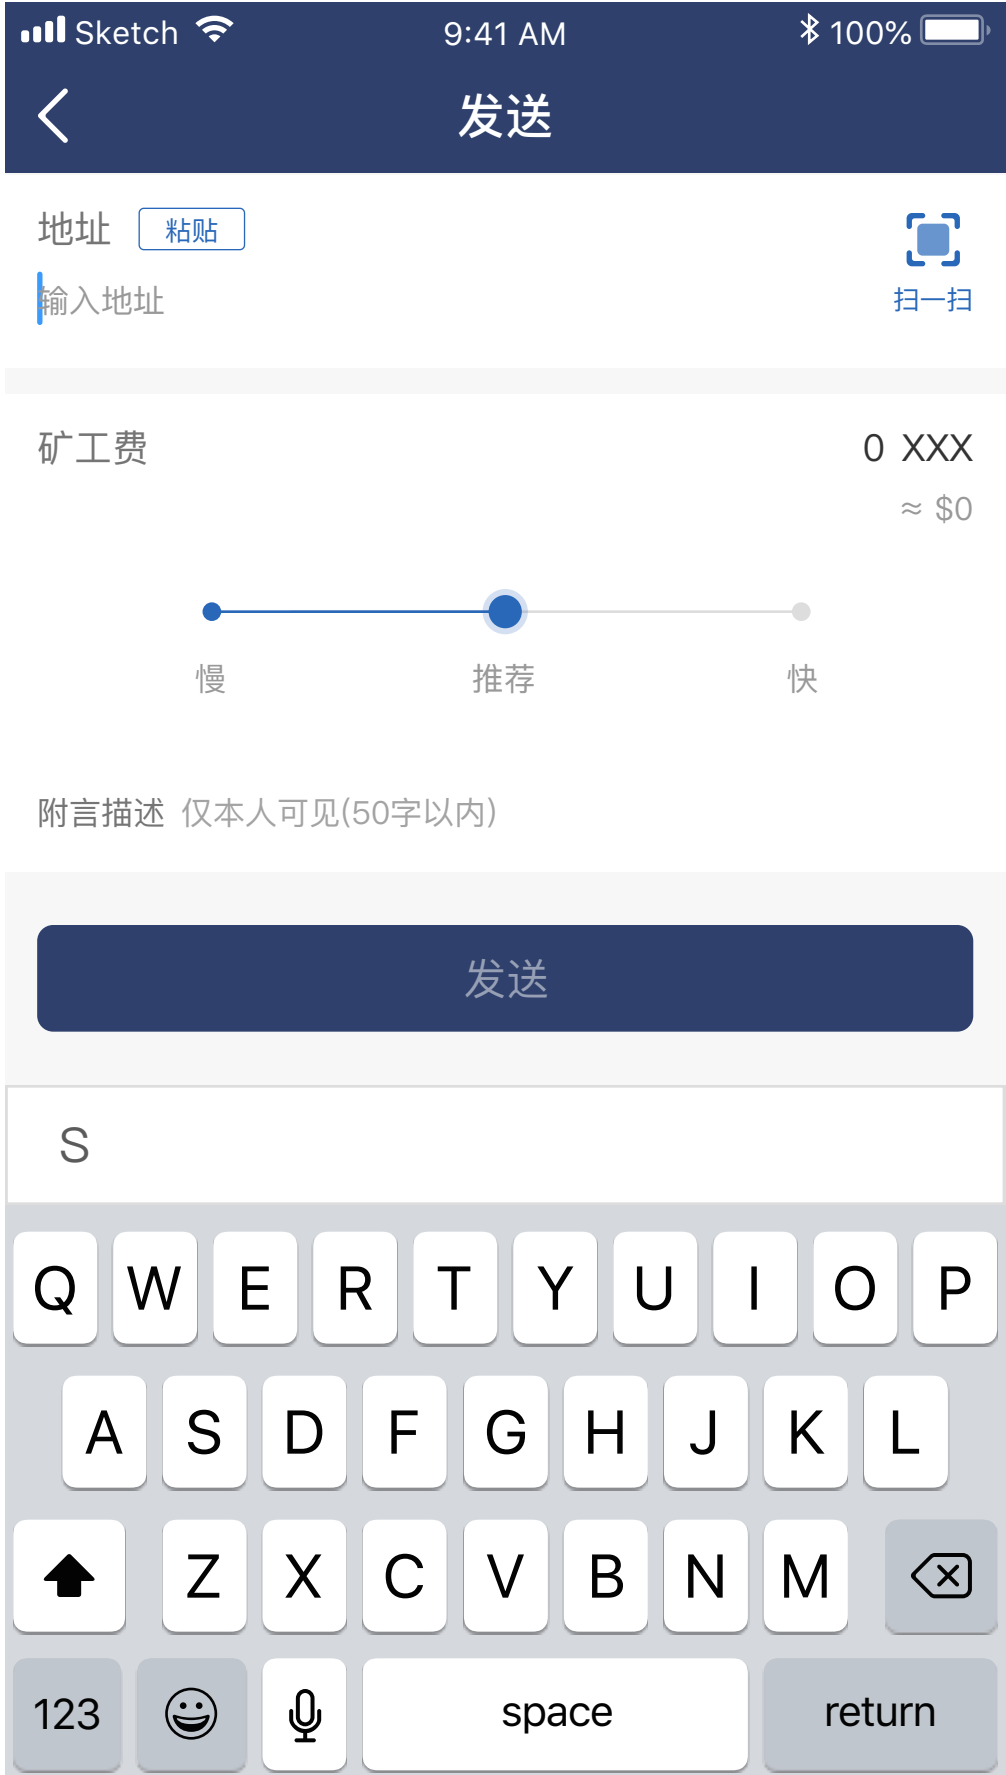 Sketch 9:41 AM 100%
发送
地址 粘贴
输入地址
扫一扫
矿工费 0 XXX
≈ $0
慢 推荐 快
附言描述 仅本人可见(50字以内)
发送
S
Q W E R T Y U I O P
A S D F G H J K L
Z X C V B N M
123 space return